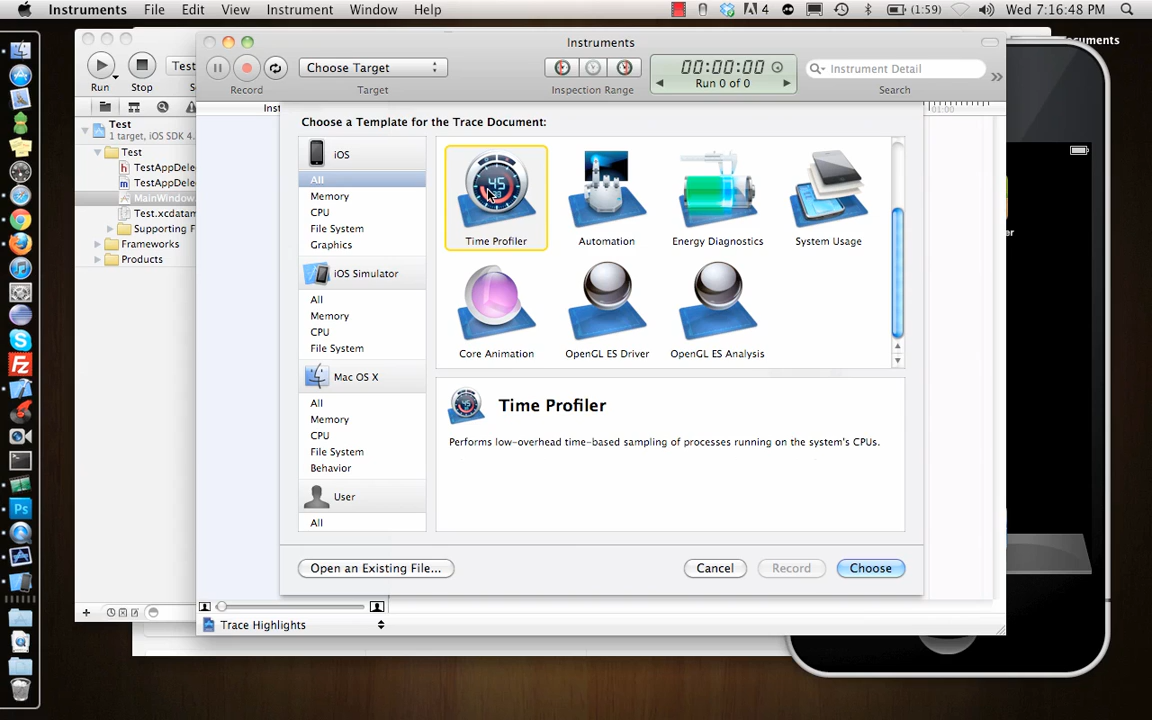 Instruments File Edit View Instrument Window Help 4 (1:59) Wed 7:16:48 PM
Instruments
Choose Target
00:00:00
Run 0 of 0
Instrument Detail
Run Stop Record Target Inspection Range Search
Test
1 target, iOS SDK 4.
Test
TestAppDele
TestAppDele
MainWindow.
Test.xcdatam
Supporting F
Frameworks
Products
01:00
Choose a Template for the Trace Document:
iOS
All
Memory
CPU
File System
Graphics
iOS Simulator
All
Memory
CPU
File System
Mac OS X
All
Memory
CPU
File System
Behavior
User
All
Time Profiler
Automation
Energy Diagnostics
System Usage
Core Animation
OpenGL ES Driver
OpenGL ES Analysis
Time Profiler
Performs low-overhead time-based sampling of processes running on the system's CPUs.
Open an Existing File...
Cancel
Record
Choose
Trace Highlights